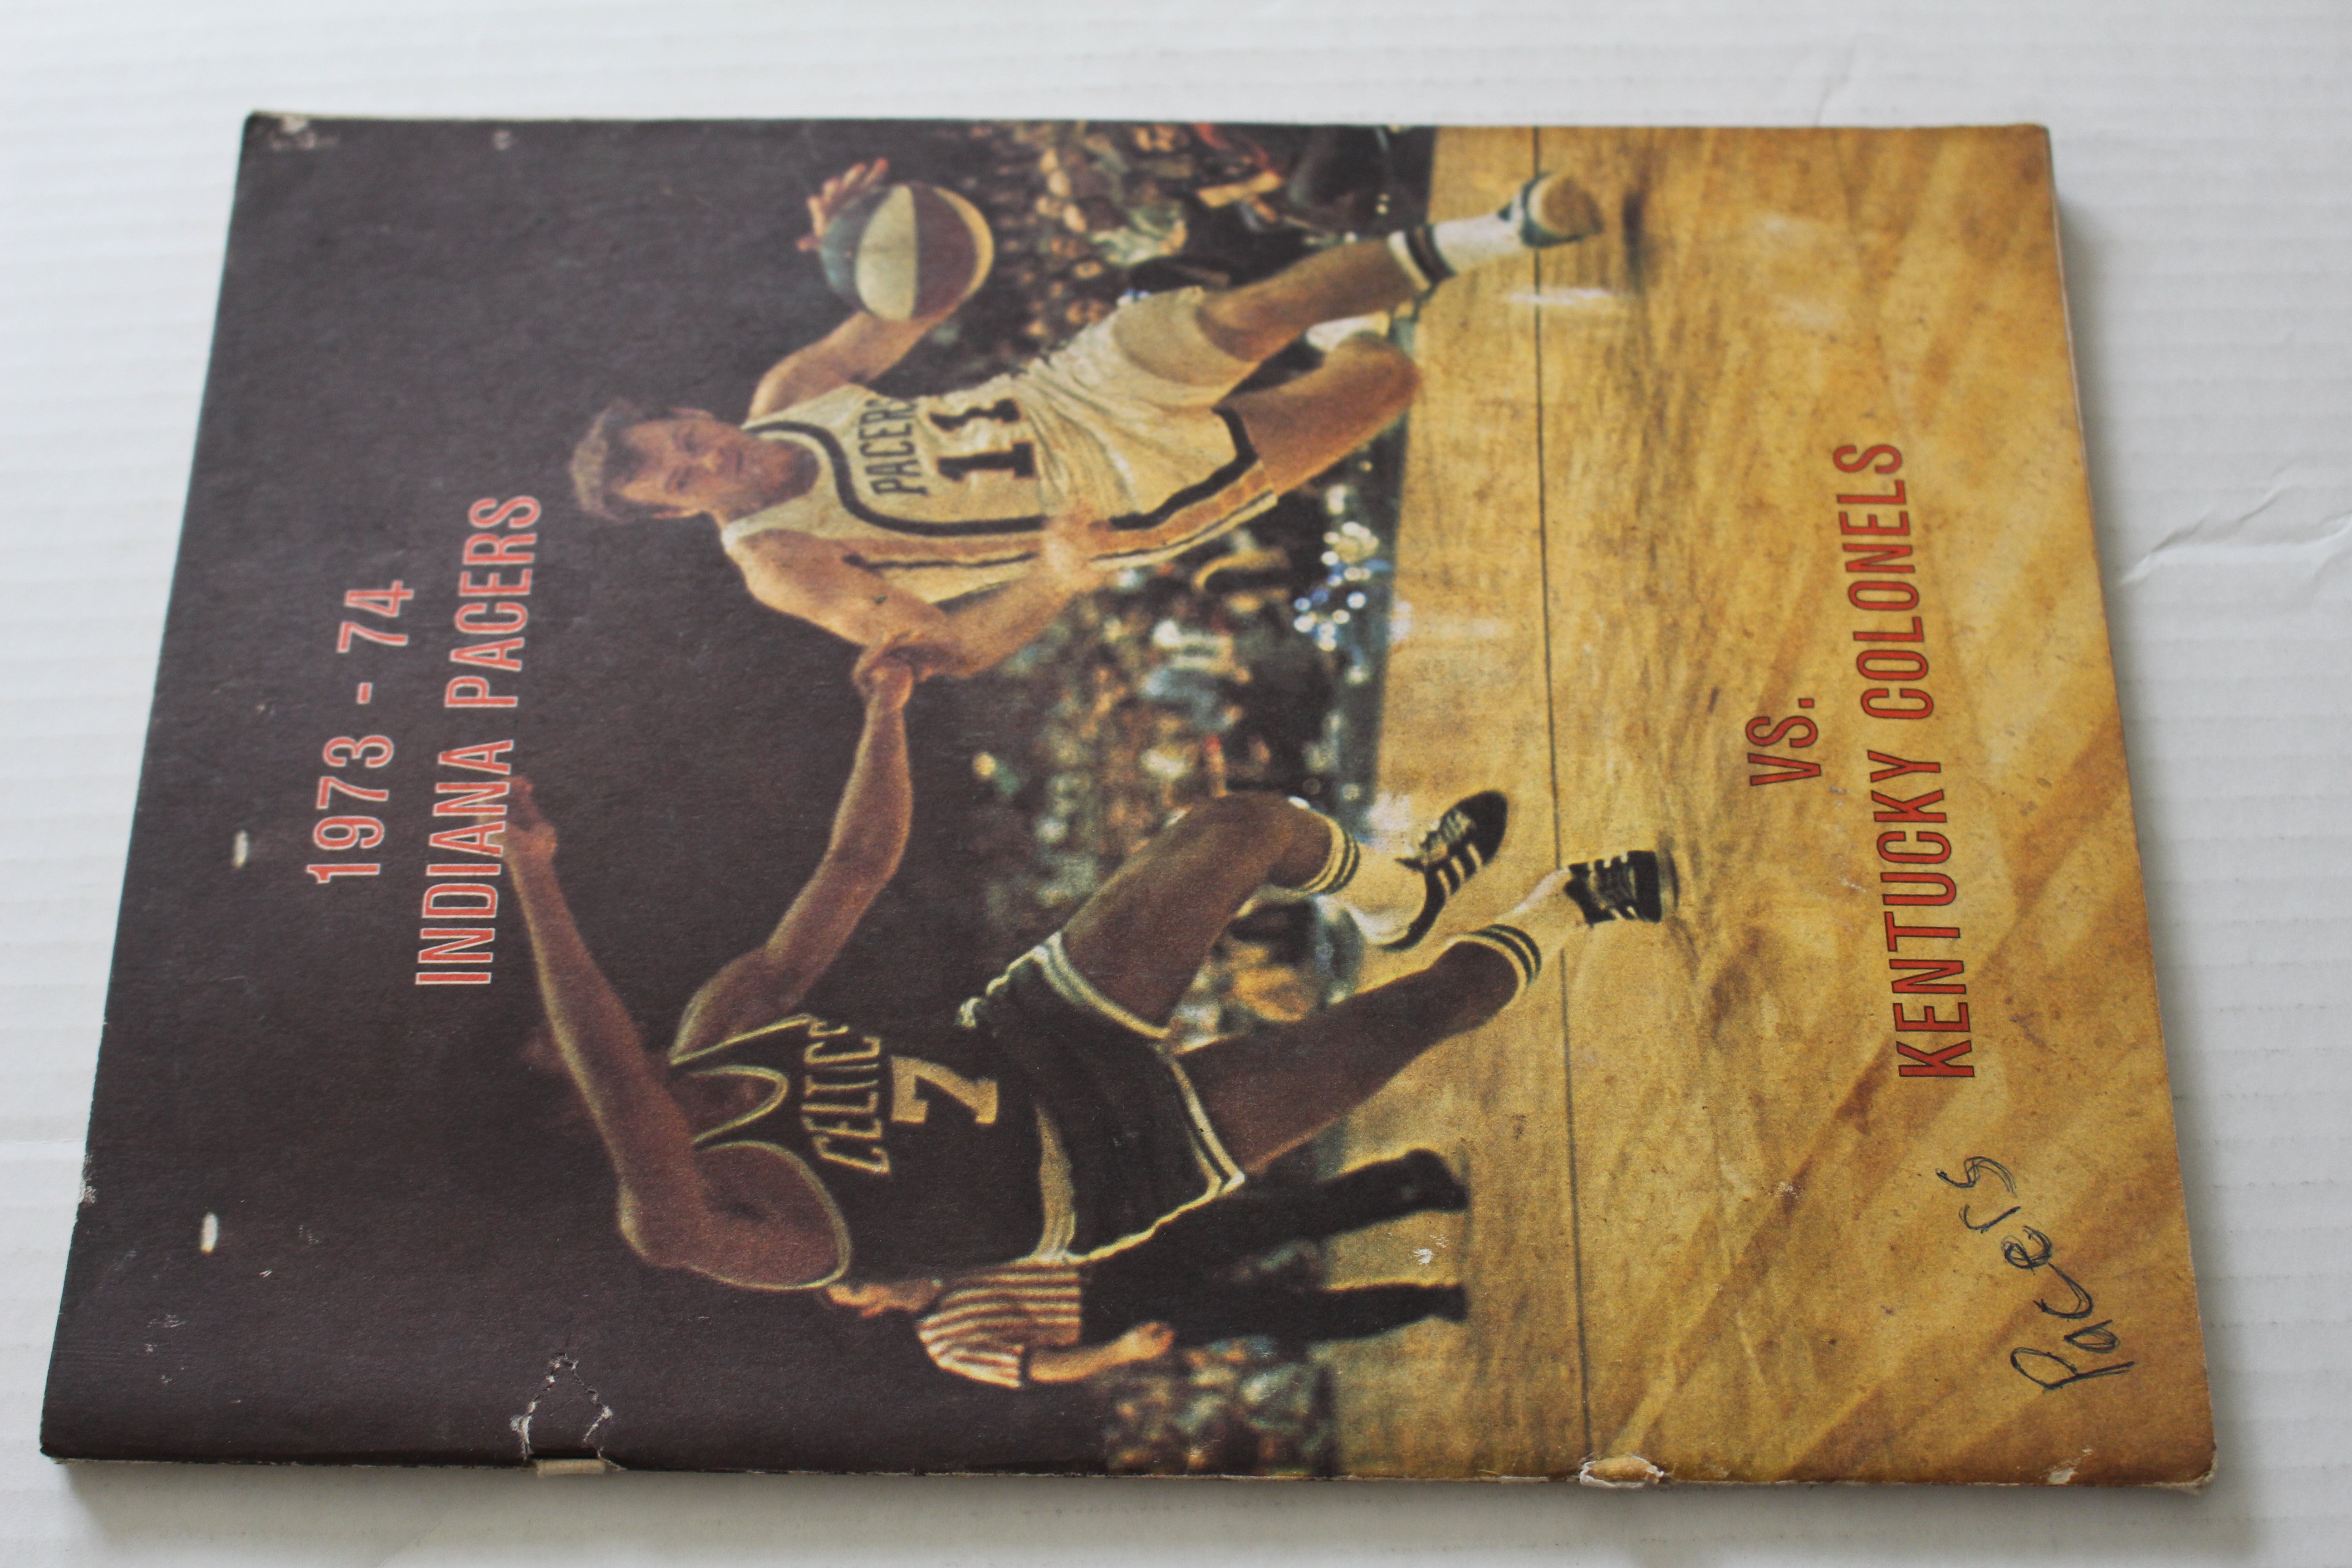 1973 - 74
INDIANA PACERS
PACERS
11
CELTICS
7
VS.
KENTUCKY COLONELS
Pacers